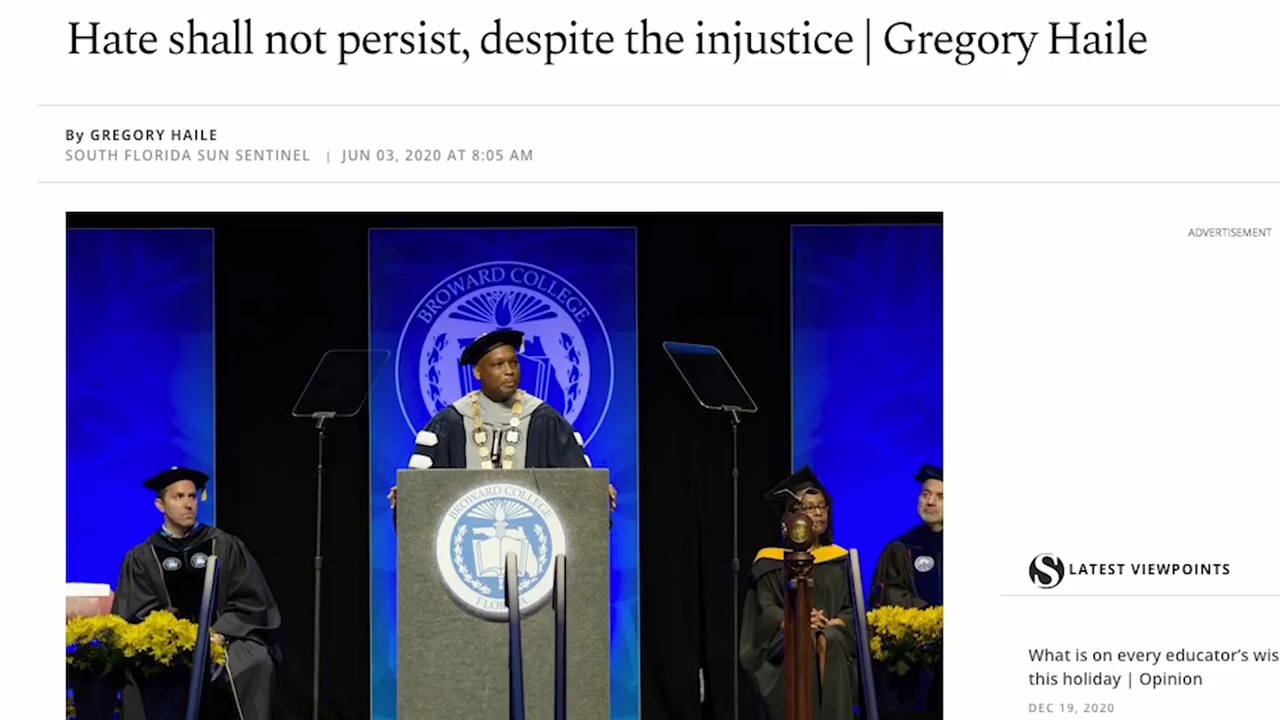 Hate shall not persist, despite the injustice | Gregory Haile
By GREGORY HAILE
SOUTH FLORIDA SUN SENTINEL | JUN 03, 2020 AT 8:05 AM
ADVERTISEMENT
BROWARD COLLEGE
BROWARD COLLEGE
S LATEST VIEWPOINTS
What is on every educator's wis
this holiday | Opinion
DEC 19, 2020